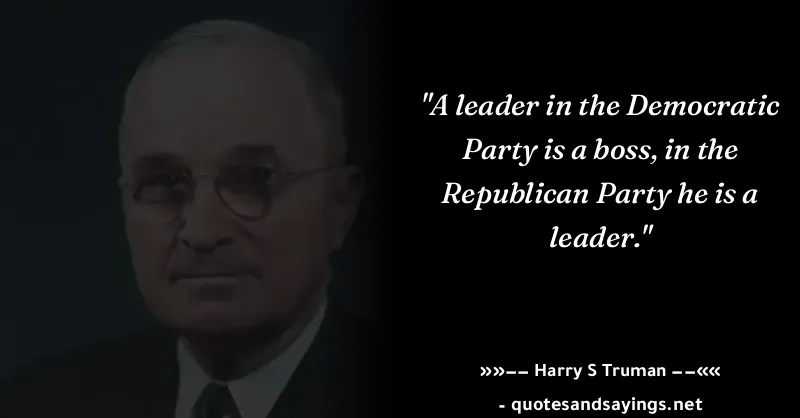 "A leader in the Democratic
Party is a boss, in the
Republican Party he is a
leader."
»»–– Harry S Truman ––««
- quotesandsayings.net